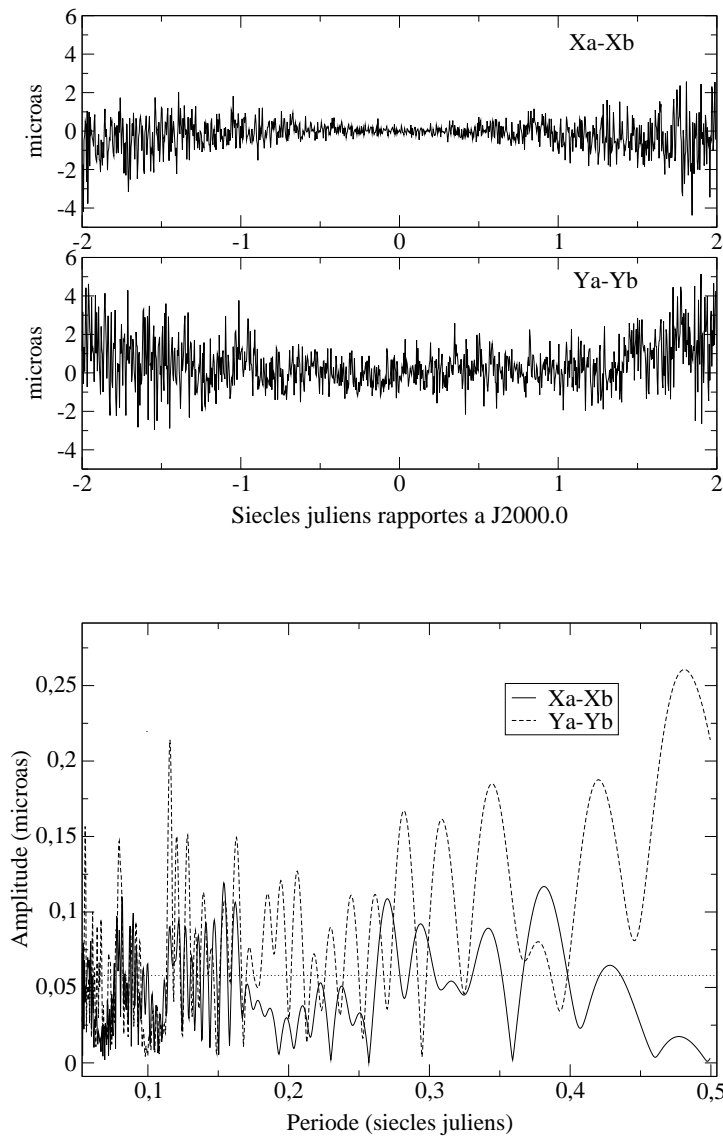 6
Xa-Xb
4
2
0
-2
-4
microas
-2 -1 0 1 2
6
Ya-Yb
4
2
0
-2
-4
microas
-2 -1 0 1 2
Siecles juliens rapportes a J2000.0
0,25
Xa-Xb
Ya-Yb
0,2
0,15
0,1
0,05
0
Amplitude (microas)
0,1 0,2 0,3 0,4 0,5
Periode (siecles juliens)